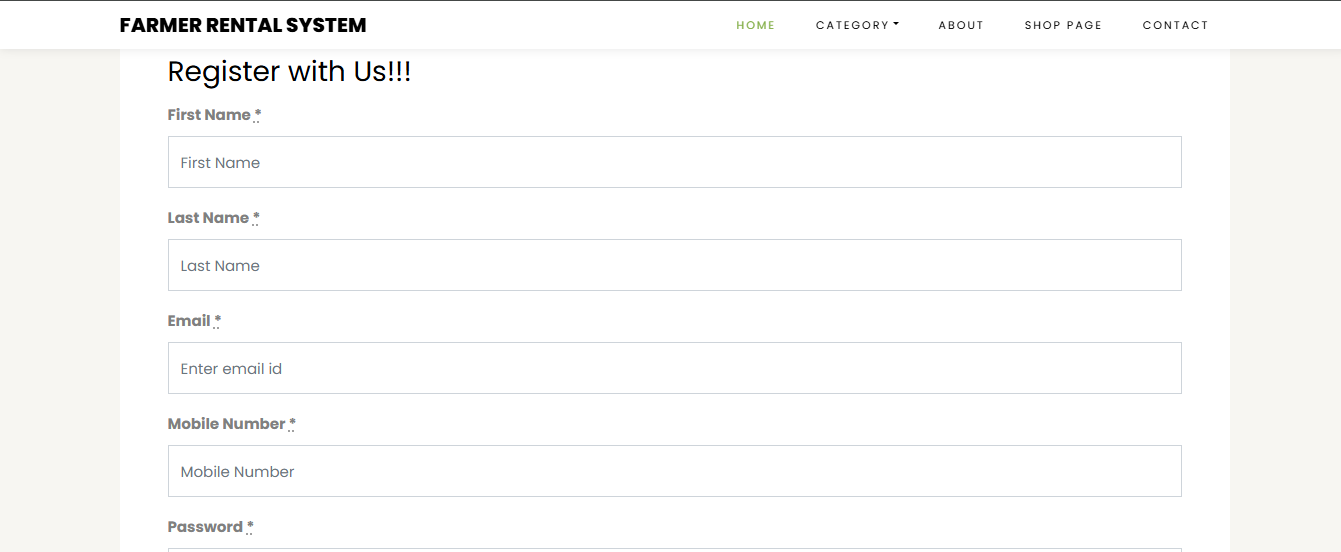 FARMER RENTAL SYSTEM HOME CATEGORY ABOUT SHOP PAGE CONTACT
Register with Us!!!
First Name *
First Name
Last Name *
Last Name
Email *
Enter email id
Mobile Number *
Mobile Number
Password *